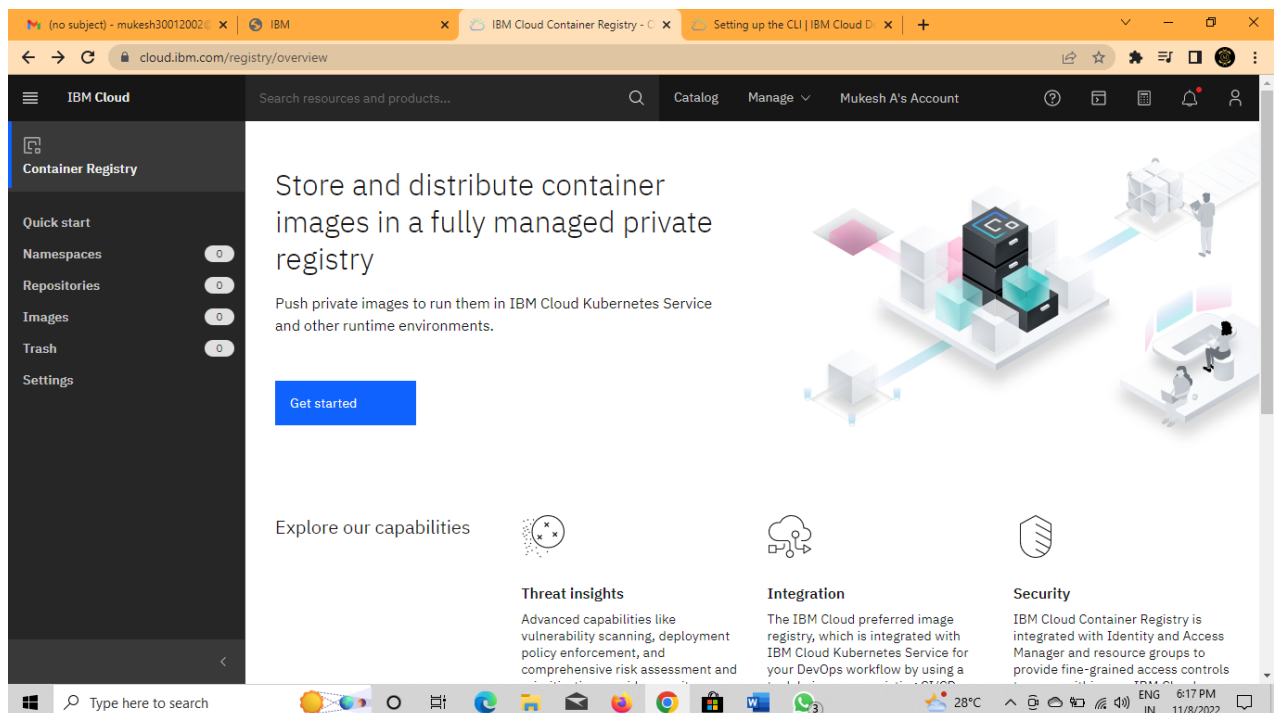 (no subject) - mukesh30012002@
IBM
IBM Cloud Container Registry - C
Setting up the CLI | IBM Cloud D
cloud.ibm.com/registry/overview
IBM Cloud
Search resources and products...
Catalog
Manage
Mukesh A's Account
Container Registry
Quick start
Namespaces 0
Repositories 0
Images 0
Trash 0
Settings
Store and distribute container
images in a fully managed private
registry
Push private images to run them in IBM Cloud Kubernetes Service
and other runtime environments.
Get started
Explore our capabilities
Threat insights
Advanced capabilities like
vulnerability scanning, deployment
policy enforcement, and
comprehensive risk assessment and
Integration
The IBM Cloud preferred image
registry, which is integrated with
IBM Cloud Kubernetes Service for
your DevOps workflow by using a
Security
IBM Cloud Container Registry is
integrated with Identity and Access
Manager and resource groups to
provide fine-grained access controls
Type here to search
3
28°C
ENG
IN
6:17 PM
11/8/2022